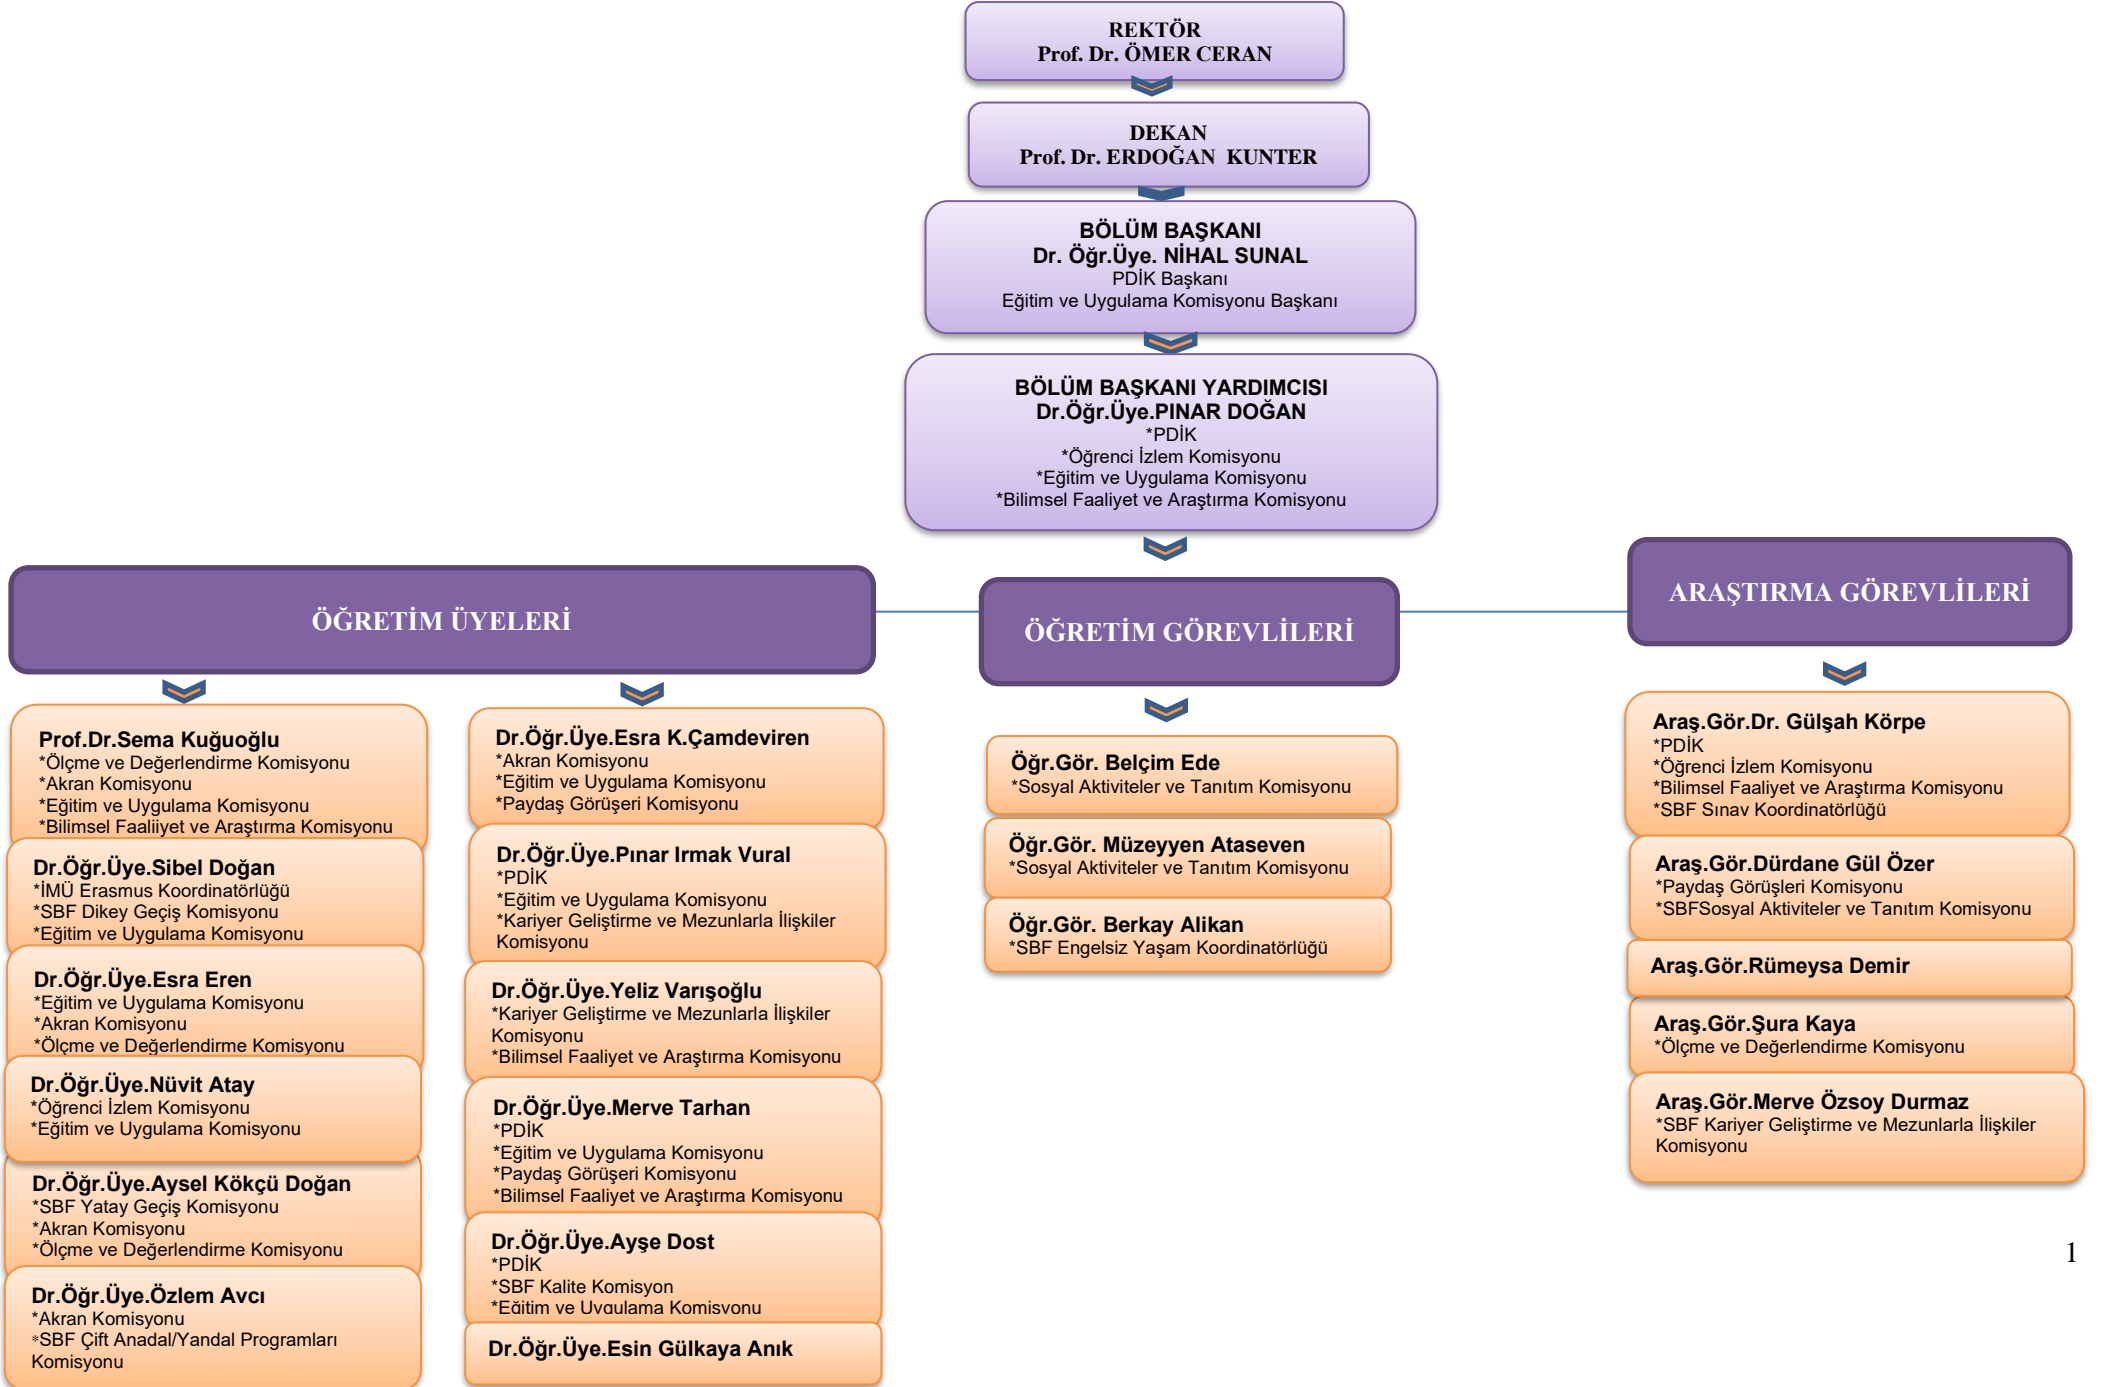 REKTÖR
Prof. Dr. ÖMER CERAN
DEKAN
Prof. Dr. ERDOĞAN KUNTER
BÖLÜM BAŞKANI
Dr. Öğr.Üye. NİHAL SUNAL
PDİK Başkanı
Eğitim ve Uygulama Komisyonu Başkanı
BÖLÜM BAŞKANI YARDIMCISI
Dr.Öğr.Üye.PINAR DOĞAN
*PDİK
*Öğrenci İzlem Komisyonu
*Eğitim ve Uygulama Komisyonu
*Bilimsel Faaliyet ve Araştırma Komisyonu
ÖĞRETİM ÜYELERİ
Prof.Dr.Sema Kuğuoğlu
*Ölçme ve Değerlendirme Komisyonu
*Akran Komisyonu
*Eğitim ve Uygulama Komisyonu
*Bilimsel Faaliiyet ve Araştırma Komisyonu
Dr.Öğr.Üye.Sibel Doğan
*İMÜ Erasmus Koordinatörlüğü
*SBF Dikey Geçiş Komisyonu
*Eğitim ve Uygulama Komisyonu
Dr.Öğr.Üye.Esra Eren
*Eğitim ve Uygulama Komisyonu
*Akran Komisyonu
*Ölçme ve Değerlendirme Komisyonu
Dr.Öğr.Üye.Nüvit Atay
*Öğrenci İzlem Komisyonu
*Eğitim ve Uygulama Komisyonu
Dr.Öğr.Üye.Aysel Kökçü Doğan
*SBF Yatay Geçiş Komisyonu
*Akran Komisyonu
*Ölçme ve Değerlendirme Komisyonu
Dr.Öğr.Üye.Özlem Avcı
*Akran Komisyonu
*SBF Çift Anadal/Yandal Programları
Komisyonu
Dr.Öğr.Üye.Esra K.Çamdeviren
*Akran Komisyonu
*Eğitim ve Uygulama Komisyonu
*Paydaş Görüşeri Komisyonu
Dr.Öğr.Üye.Pınar Irmak Vural
*PDİK
*Eğitim ve Uygulama Komisyonu
*Kariyer Geliştirme ve Mezunlarla İlişkiler
Komisyonu
Dr.Öğr.Üye.Yeliz Varışoğlu
*Kariyer Geliştirme ve Mezunlarla İlişkiler
Komisyonu
*Bilimsel Faaliyet ve Araştırma Komisyonu
Dr.Öğr.Üye.Merve Tarhan
*PDİK
*Eğitim ve Uygulama Komisyonu
*Paydaş Görüşeri Komisyonu
*Bilimsel Faaliyet ve Araştırma Komisyonu
Dr.Öğr.Üye.Ayşe Dost
*PDİK
*SBF Kalite Komisyon
*Eğitim ve Uygulama Komisyonu
Dr.Öğr.Üye.Esin Gülkaya Anık
ÖĞRETİM GÖREVLİLERİ
Öğr.Gör. Belçim Ede
*Sosyal Aktiviteler ve Tanıtım Komisyonu
Öğr.Gör. Müzeyyen Ataseven
*Sosyal Aktiviteler ve Tanıtım Komisyonu
Öğr.Gör. Berkay Alikan
*SBF Engelsiz Yaşam Koordinatörlüğü
ARAŞTIRMA GÖREVLİLERİ
Araş.Gör.Dr. Gülşah Körpe
*PDİK
*Öğrenci İzlem Komisyonu
*Bilimsel Faaliyet ve Araştırma Komisyonu
*SBF Sınav Koordinatörlüğü
Araş.Gör.Dürdane Gül Özer
*Paydaş Görüşleri Komisyonu
*SBFSosyal Aktiviteler ve Tanıtım Komisyonu
Araş.Gör.Rümeysa Demir
Araş.Gör.Şura Kaya
*Ölçme ve Değerlendirme Komisyonu
Araş.Gör.Merve Özsoy Durmaz
*SBF Kariyer Geliştirme ve Mezunlarla İlişkiler
Komisyonu
1